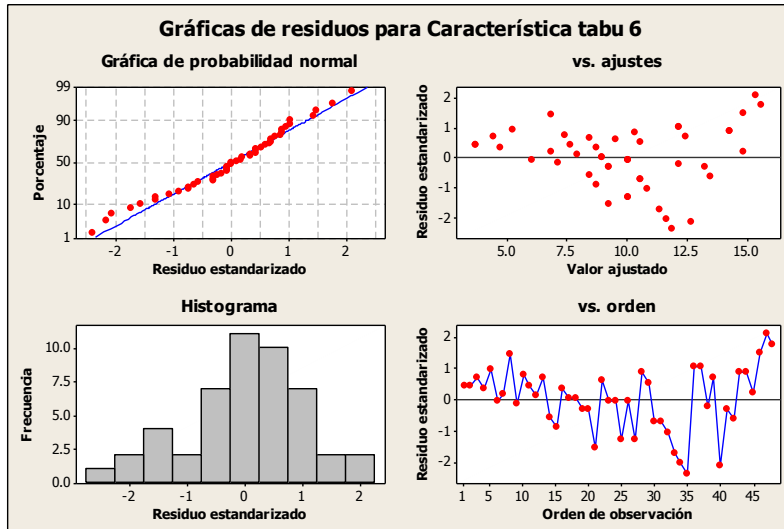 Gráficas de residuos para Característica tabu 6
Gráfica de probabilidad normal
Porcentaje
99
90
50
10
1
-2 -1 0 1 2
Residuo estandarizado
vs. ajustes
Residuo estandarizado
2
1
0
-1
-2
5.0 7.5 10.0 12.5 15.0
Valor ajustado
Histograma
Frecuencia
10.0
7.5
5.0
2.5
0.0
-2 -1 0 1 2
Residuo estandarizado
vs. orden
Residuo estandarizado
2
1
0
-1
-2
1 5 10 15 20 25 30 35 40 45
Orden de observación